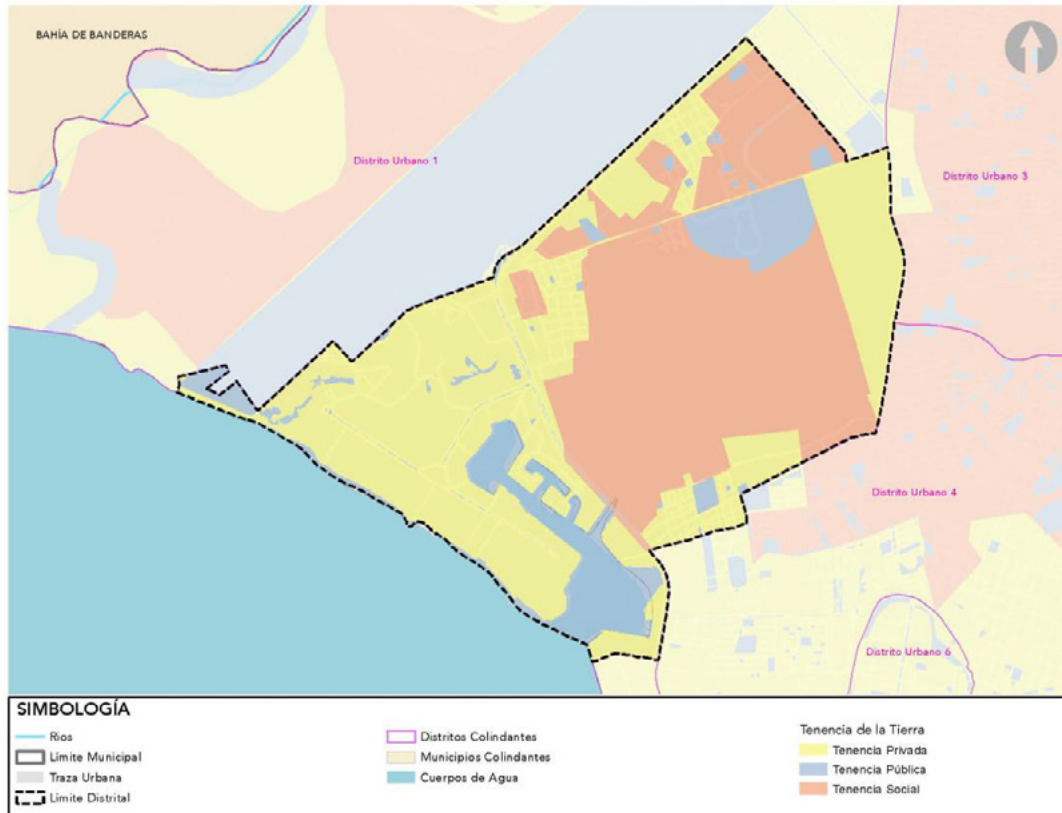 BAHÍA DE BANDERAS
Distrito Urbano 1
Distrito Urbano 3
Distrito Urbano 4
Distrito Urbano 6
SIMBOLOGÍA
Rios
Límite Municipal
Traza Urbana
Límite Distrital
Distritos Colindantes
Municipios Colindantes
Cuerpos de Agua
Tenencia de la Tierra
Tenencia Privada
Tenencia Pública
Tenencia Social